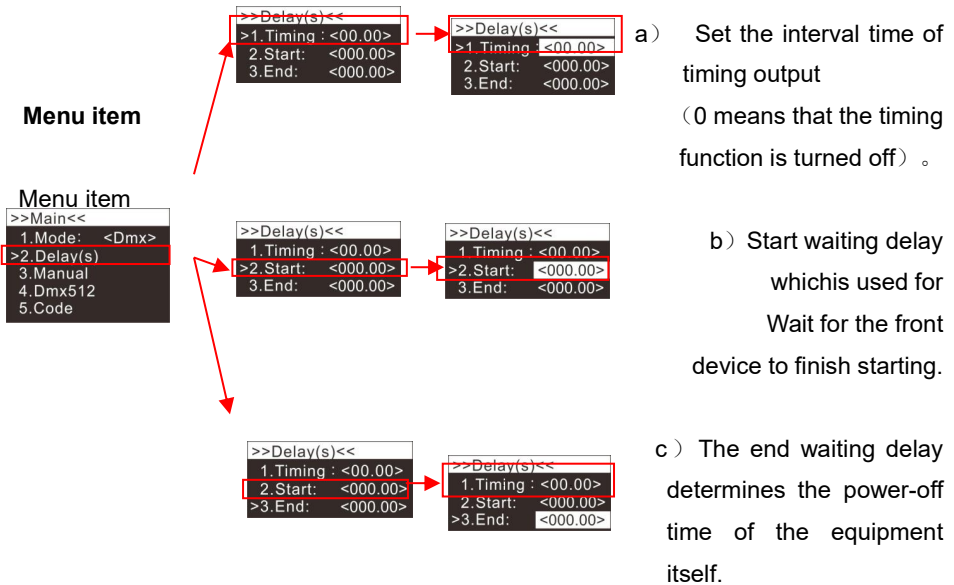 >>Delay(s)<<
>1.Timing：<00.00>
2.Start: <000.00>
3.End: <000.00>
>>Delay(s)<<
>1.Timing：<00.00>
2.Start: <000.00>
3.End: <000.00>
a） Set the interval time of
timing output
（0 means that the timing
function is turned off）。
Menu item
Menu item
>>Main<<
1.Mode: <Dmx>
>2.Delay(s)
3.Manual
4.Dmx512
5.Code
>>Delay(s)<<
1.Timing：<00.00>
>2.Start: <000.00>
3.End: <000.00>
>>Delay(s)<<
1.Timing：<00.00>
>2.Start: <000.00>
3.End: <000.00>
b）Start waiting delay
whichis used for
Wait for the front
device to finish starting.
>>Delay(s)<<
1.Timing：<00.00>
2.Start: <000.00>
>3.End: <000.00>
>>Delay(s)<<
1.Timing：<00.00>
2.Start: <000.00>
>3.End: <000.00>
c）The end waiting delay
determines the power-off
time of the equipment
itself.